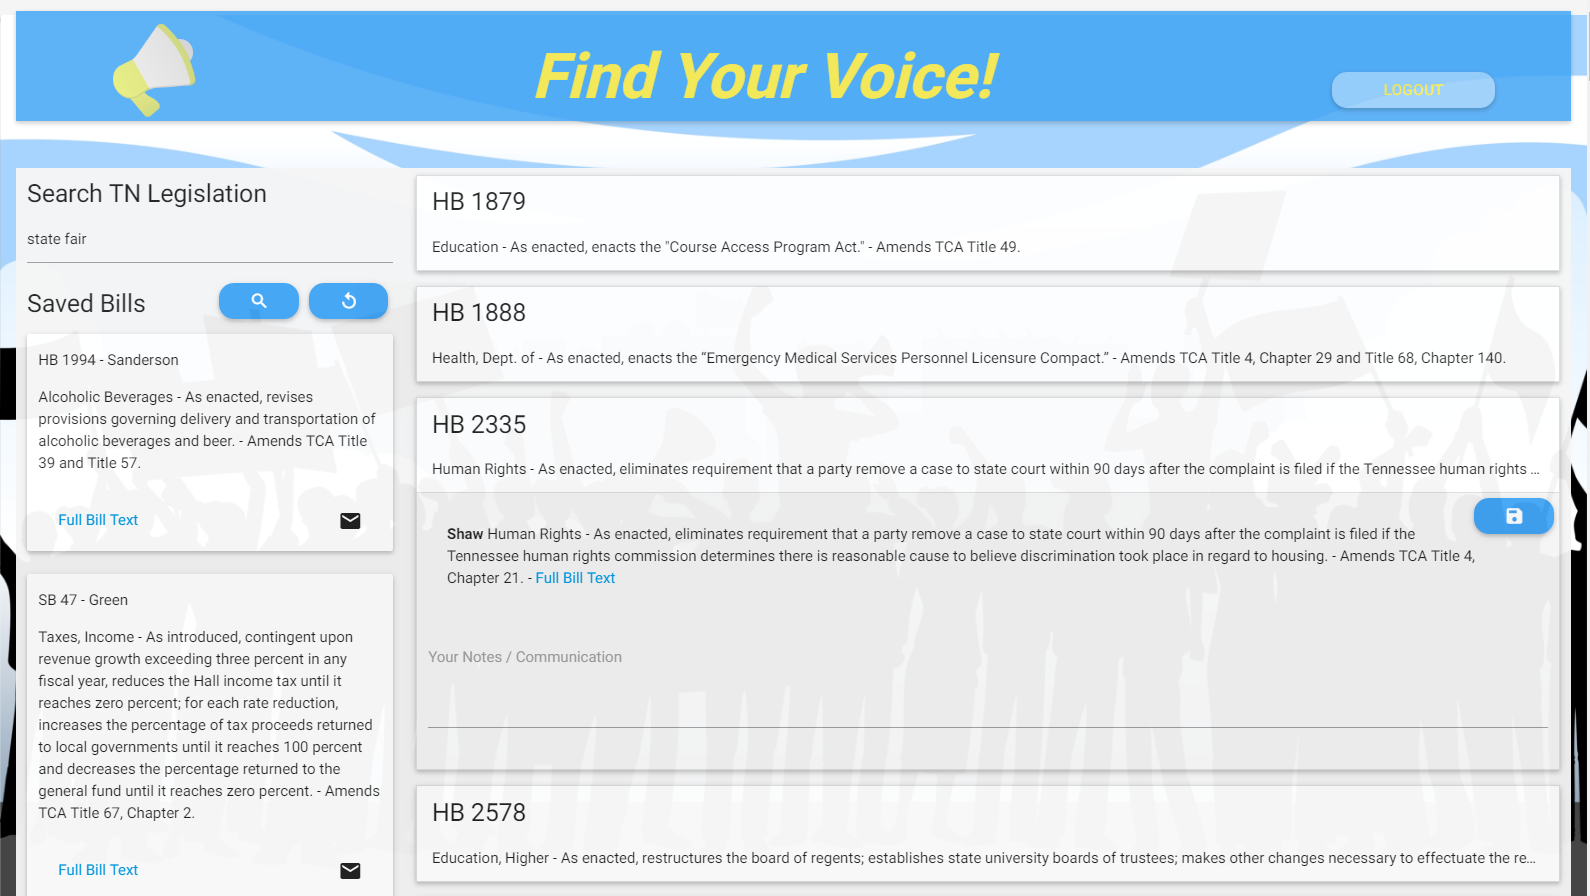 Find Your Voice!
LOGOUT
Search TN Legislation
state fair
Saved Bills
HB 1994 - Sanderson
Alcoholic Beverages - As enacted, revises
provisions governing delivery and transportation of
alcoholic beverages and beer. - Amends TCA Title
39 and Title 57.
Full Bill Text
SB 47 - Green
Taxes, Income - As introduced, contingent upon
revenue growth exceeding three percent in any
fiscal year, reduces the Hall income tax until it
reaches zero percent; for each rate reduction,
increases the percentage of tax proceeds returned
to local governments until it reaches 100 percent
and decreases the percentage returned to the
general fund until it reaches zero percent. - Amends
TCA Title 67, Chapter 2.
Full Bill Text
HB 1879
Education - As enacted, enacts the "Course Access Program Act." - Amends TCA Title 49.
HB 1888
Health, Dept. of - As enacted, enacts the “Emergency Medical Services Personnel Licensure Compact.” - Amends TCA Title 4, Chapter 29 and Title 68, Chapter 140.
HB 2335
Human Rights - As enacted, eliminates requirement that a party remove a case to state court within 90 days after the complaint is filed if the Tennessee human rights ...
Shaw Human Rights - As enacted, eliminates requirement that a party remove a case to state court within 90 days after the complaint is filed if the
Tennessee human rights commission determines there is reasonable cause to believe discrimination took place in regard to housing. - Amends TCA Title 4,
Chapter 21. - Full Bill Text
Your Notes / Communication
HB 2578
Education, Higher - As enacted, restructures the board of regents; establishes state university boards of trustees; makes other changes necessary to effectuate the re...